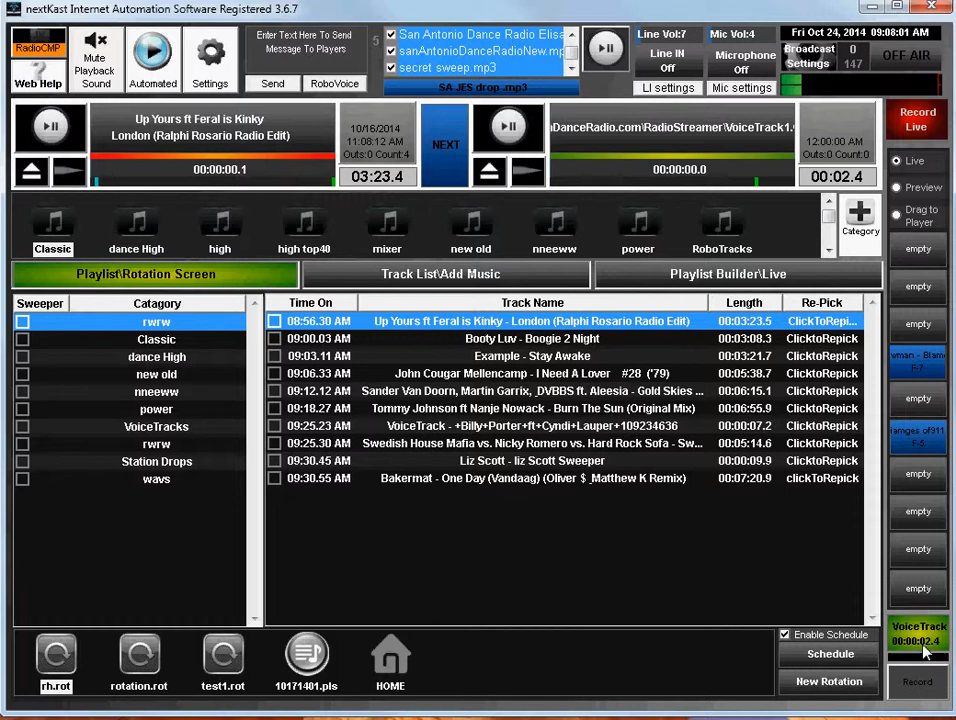 nextKast Internet Automation Software Registered 3.6.7
RadioCMP
Web Help
Mute
Playback
Sound
Automated
Settings
Enter Text Here To Send
Message To Players
Send
RoboVoice
5
San Antonio Dance Radio Elisa
sanAntonioDanceRadioNew.mp
secret sweep.mp3
SA JES drop .mp3
Line Vol:7
Mic Vol:4
Line IN
Off
Microphone
Off
LI settings
Mic settings
Fri Oct 24, 2014 09:08:01 AM
Broadcast
Settings
0
147
OFF AIR
Up Yours ft Feral is Kinky
London (Ralphi Rosario Radio Edit)
00:00:00.1
10/16/2014
11:08:12 AM
Outs:0 Count:4
03:23.4
NEXT
DanceRadio.com\RadioStreamer\VoiceTrack1.
00:00:00.0
12:00:00 AM
Outs:0 Count:0
00:02.4
Record
Live
Live
Preview
Drag to
Player
Classic
dance High
high
high top40
mixer
new old
nneeww
power
RoboTracks
Category
Playlist\Rotation Screen
Track List\Add Music
Playlist Builder\Live
Sweeper
Catagory
rwrw
Classic
dance High
new old
nneeww
power
VoiceTracks
rwrw
Station Drops
wavs
Time On Track Name Length Re-Pick
08:56.30 AM Up Yours ft Feral is Kinky - London (Ralphi Rosario Radio Edit) 00:03:23.5 ClickToRepi...
09:00.03 AM Booty Luv - Boogie 2 Night 00:03:08.3 ClicktoRepick
09:03.11 AM Example - Stay Awake 00:03:21.7 ClicktoRepick
09:06.33 AM John Cougar Mellencamp - I Need A Lover #28 ('79) 00:05:38.7 ClicktoRepick
09:12.12 AM Sander Van Doorn, Martin Garrix, _DVBBS ft. Aleesia - Gold Skies ... 00:06:15.1 ClicktoRepick
09:18.27 AM Tommy Johnson ft Nanje Nowack - Burn The Sun (Original Mix) 00:06:55.9 ClicktoRepick
09:25.23 AM VoiceTrack - +Billy+Porter+ft+Cyndi+Lauper+109234636 00:00:07.2 ClicktoRepick
09:25.30 AM Swedish House Mafia vs. Nicky Romero vs. Hard Rock Sofa - Sw... 00:05:14.6 ClicktoRepick
09:30.45 AM Liz Scott - liz Scott Sweeper 00:00:09.9 ClicktoRepick
09:30.55 AM Bakermat - One Day (Vandaag) (Oliver $ _Matthew K Remix) 00:07:20.9 clickToRepick
empty
empty
empty
wman - Blam
F-7
empty
ramges of911
F-5
empty
empty
empty
empty
VoiceTrack
00:00:02.4
Record
rh.rot
rotation.rot
test1.rot
10171401.pls
HOME
Enable Schedule
Schedule
New Rotation